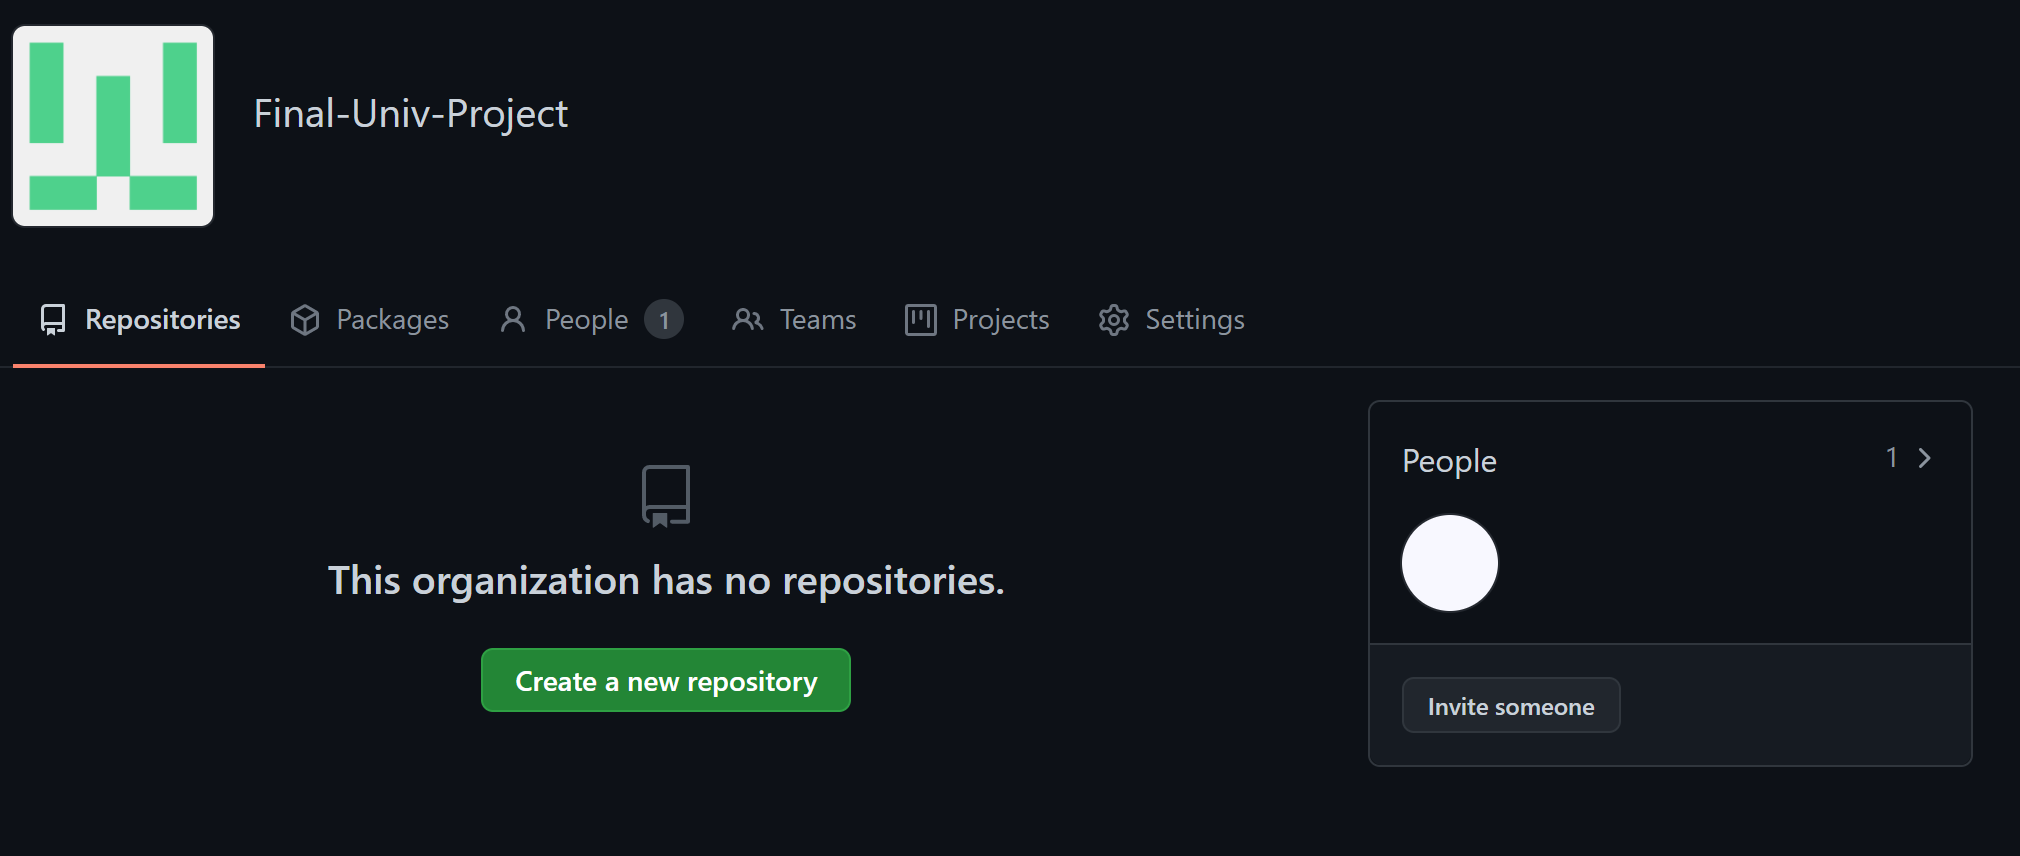 Final-Univ-Project
Repositories Packages People 1 Teams Projects Settings
This organization has no repositories.
Create a new repository
People 1
Invite someone